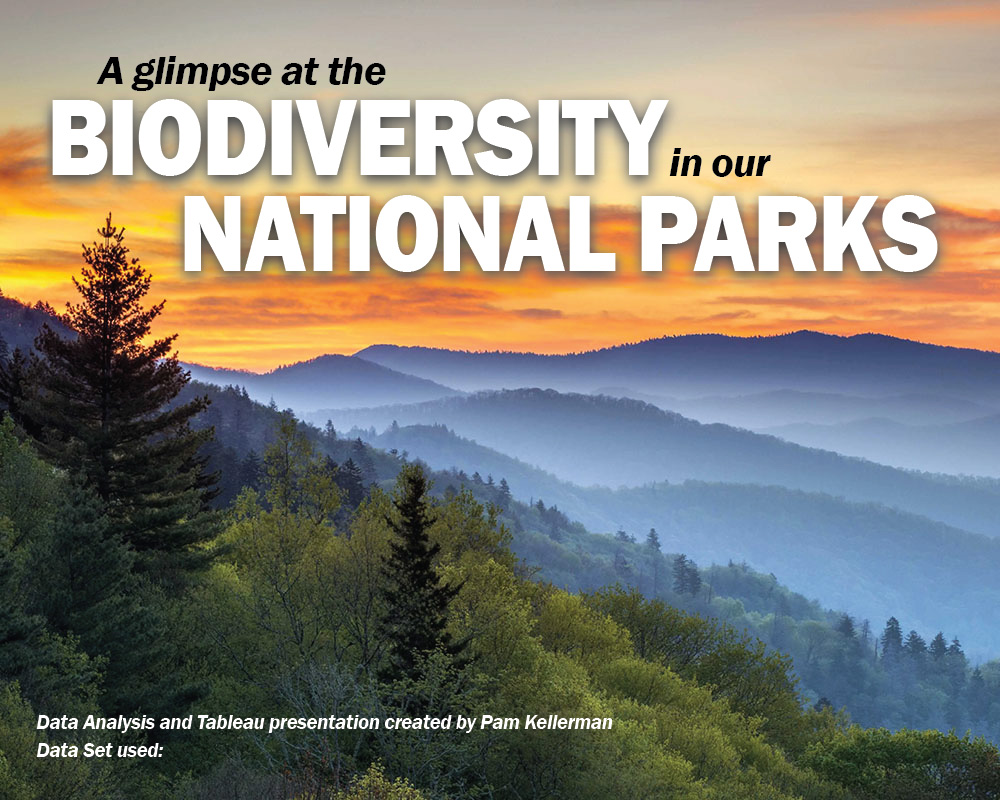 A glimpse at the
BIODIVERSITY in our
NATIONAL PARKS
Data Analysis and Tableau presentation created by Pam Kellerman
Data Set used: